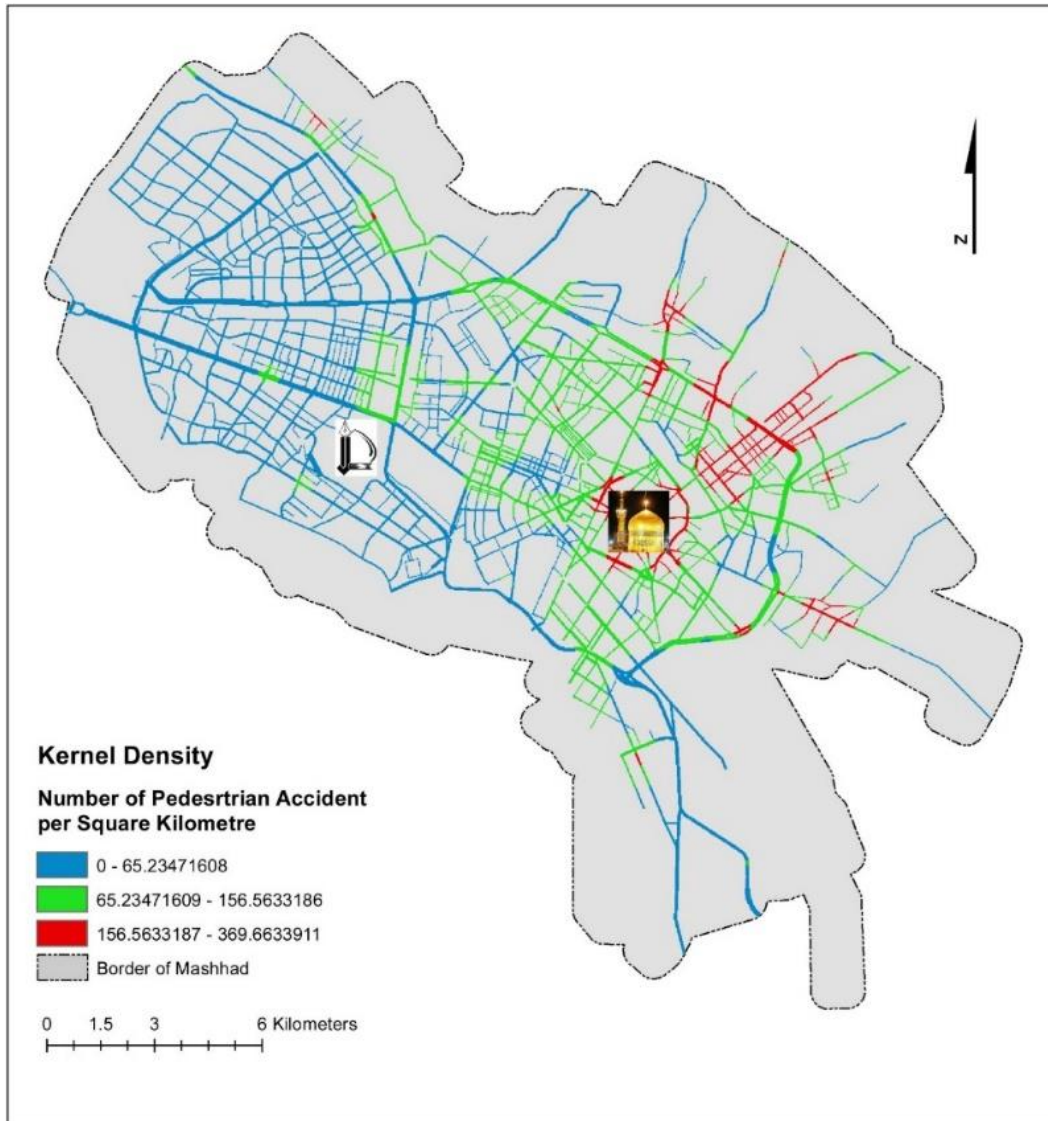 N
Kernel Density
Number of Pedesrtrian Accident
per Square Kilometre
0 - 65.23471608
65.23471609 - 156.5633186
156.5633187 - 369.6633911
Border of Mashhad
0 1.5 3 6 Kilometers